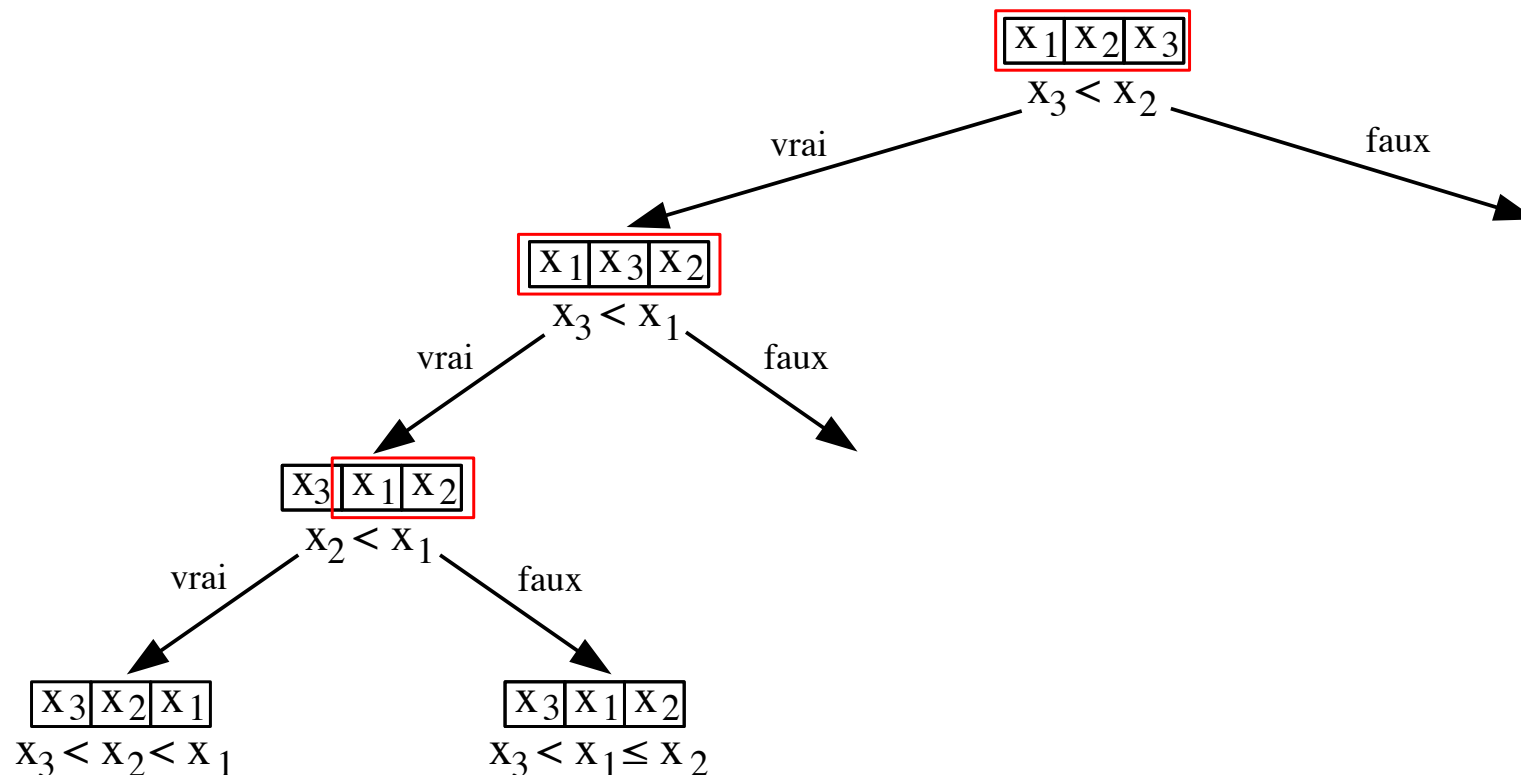 x₁ x₂ x₃
x₃ < x₂
vrai
faux
x₁ x₃ x₂
x₃ < x₁
vrai
faux
x₃ x₁ x₂
x₂ < x₁
vrai
faux
x₃ x₂ x₁
x₃ x₁ x₂
x₃ < x₂ < x₁
x₃ < x₁ ≤ x₂